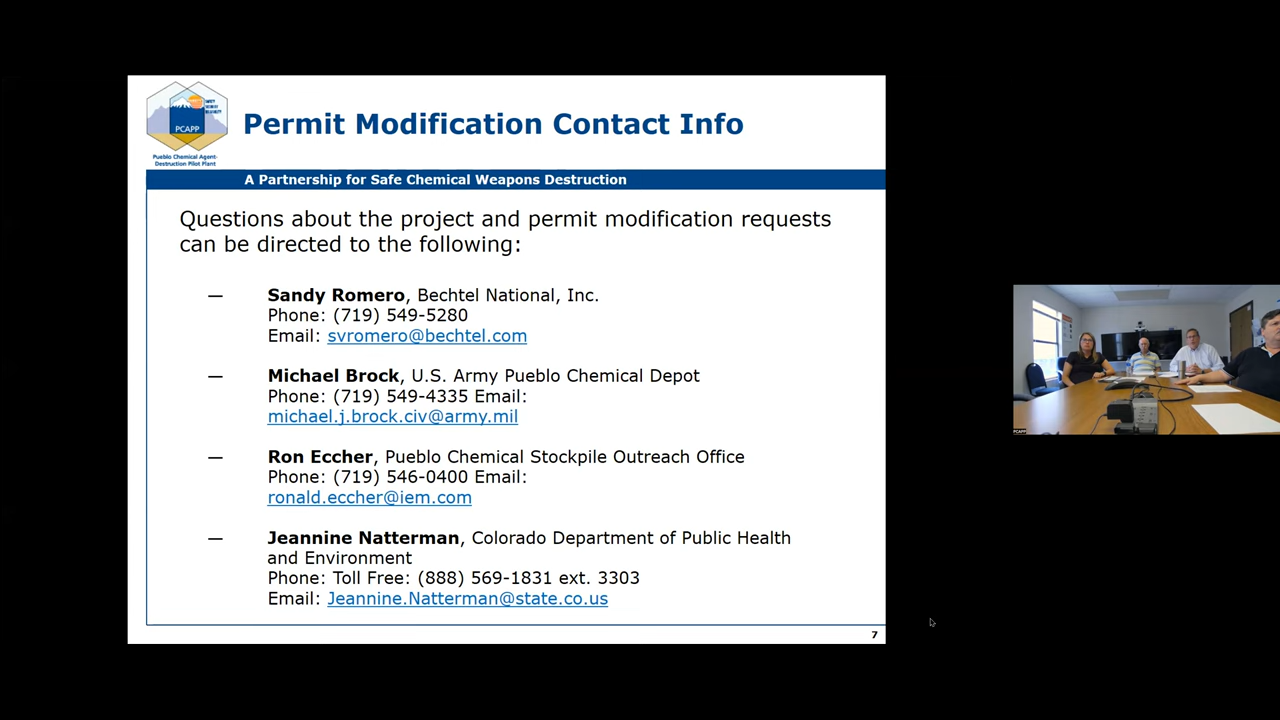 PCAPP
Pueblo Chemical Agent-
Destruction Pilot Plant
Permit Modification Contact Info
A Partnership for Safe Chemical Weapons Destruction
Questions about the project and permit modification requests
can be directed to the following:
— Sandy Romero, Bechtel National, Inc.
Phone: (719) 549-5280
Email: svromero@bechtel.com
— Michael Brock, U.S. Army Pueblo Chemical Depot
Phone: (719) 549-4335 Email:
michael.j.brock.civ@army.mil
— Ron Eccher, Pueblo Chemical Stockpile Outreach Office
Phone: (719) 546-0400 Email:
ronald.eccher@iem.com
— Jeannine Natterman, Colorado Department of Public Health
and Environment
Phone: Toll Free: (888) 569-1831 ext. 3303
Email: Jeannine.Natterman@state.co.us
7
PCAPP